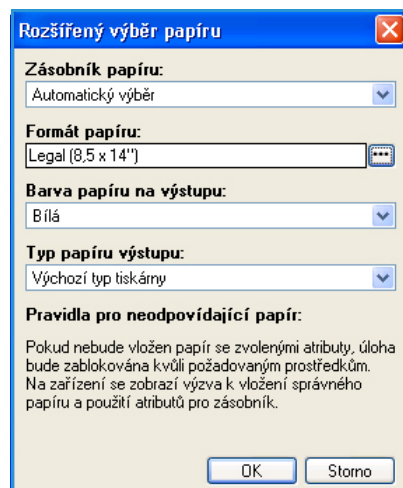 Rozšířený výběr papíru
Zásobník papíru:
Automatický výběr
Formát papíru:
Legal (8,5 x 14")
Barva papíru na výstupu:
Bílá
Typ papíru výstupu:
Výchozí typ tiskárny
Pravidla pro neodpovídající papír:
Pokud nebude vložen papír se zvolenými atributy, úloha
bude zablokována kvůli požadovaným prostředkům.
Na zařízení se zobrazí výzva k vložení správného
papíru a použití atributů pro zásobník.
OK Storno